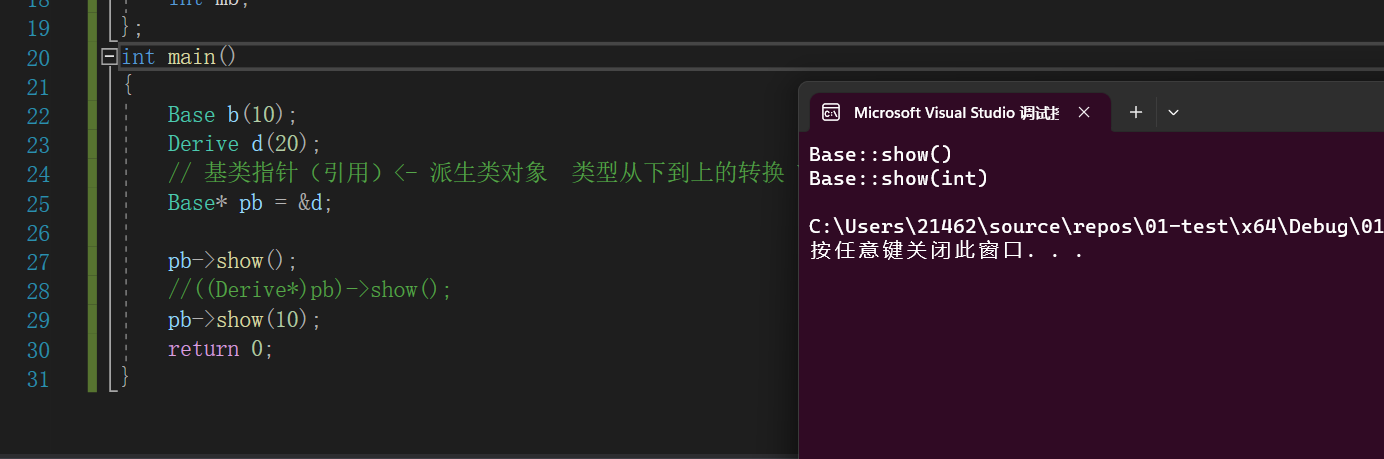 18 int mb;
19 };
20 int main()
21 {
22 Base b(10);
23 Derive d(20);
24 // 基类指针（引用）<- 派生类对象  类型从下到上的转换
25 Base* pb = &d;
26
27 pb->show();
28 //((Derive*)pb)->show();
29 pb->show(10);
30 return 0;
31 }
Microsoft Visual Studio 调试
Base::show()
Base::show(int)
C:\Users\21462\source\repos\01-test\x64\Debug\01
按任意键关闭此窗口. . .